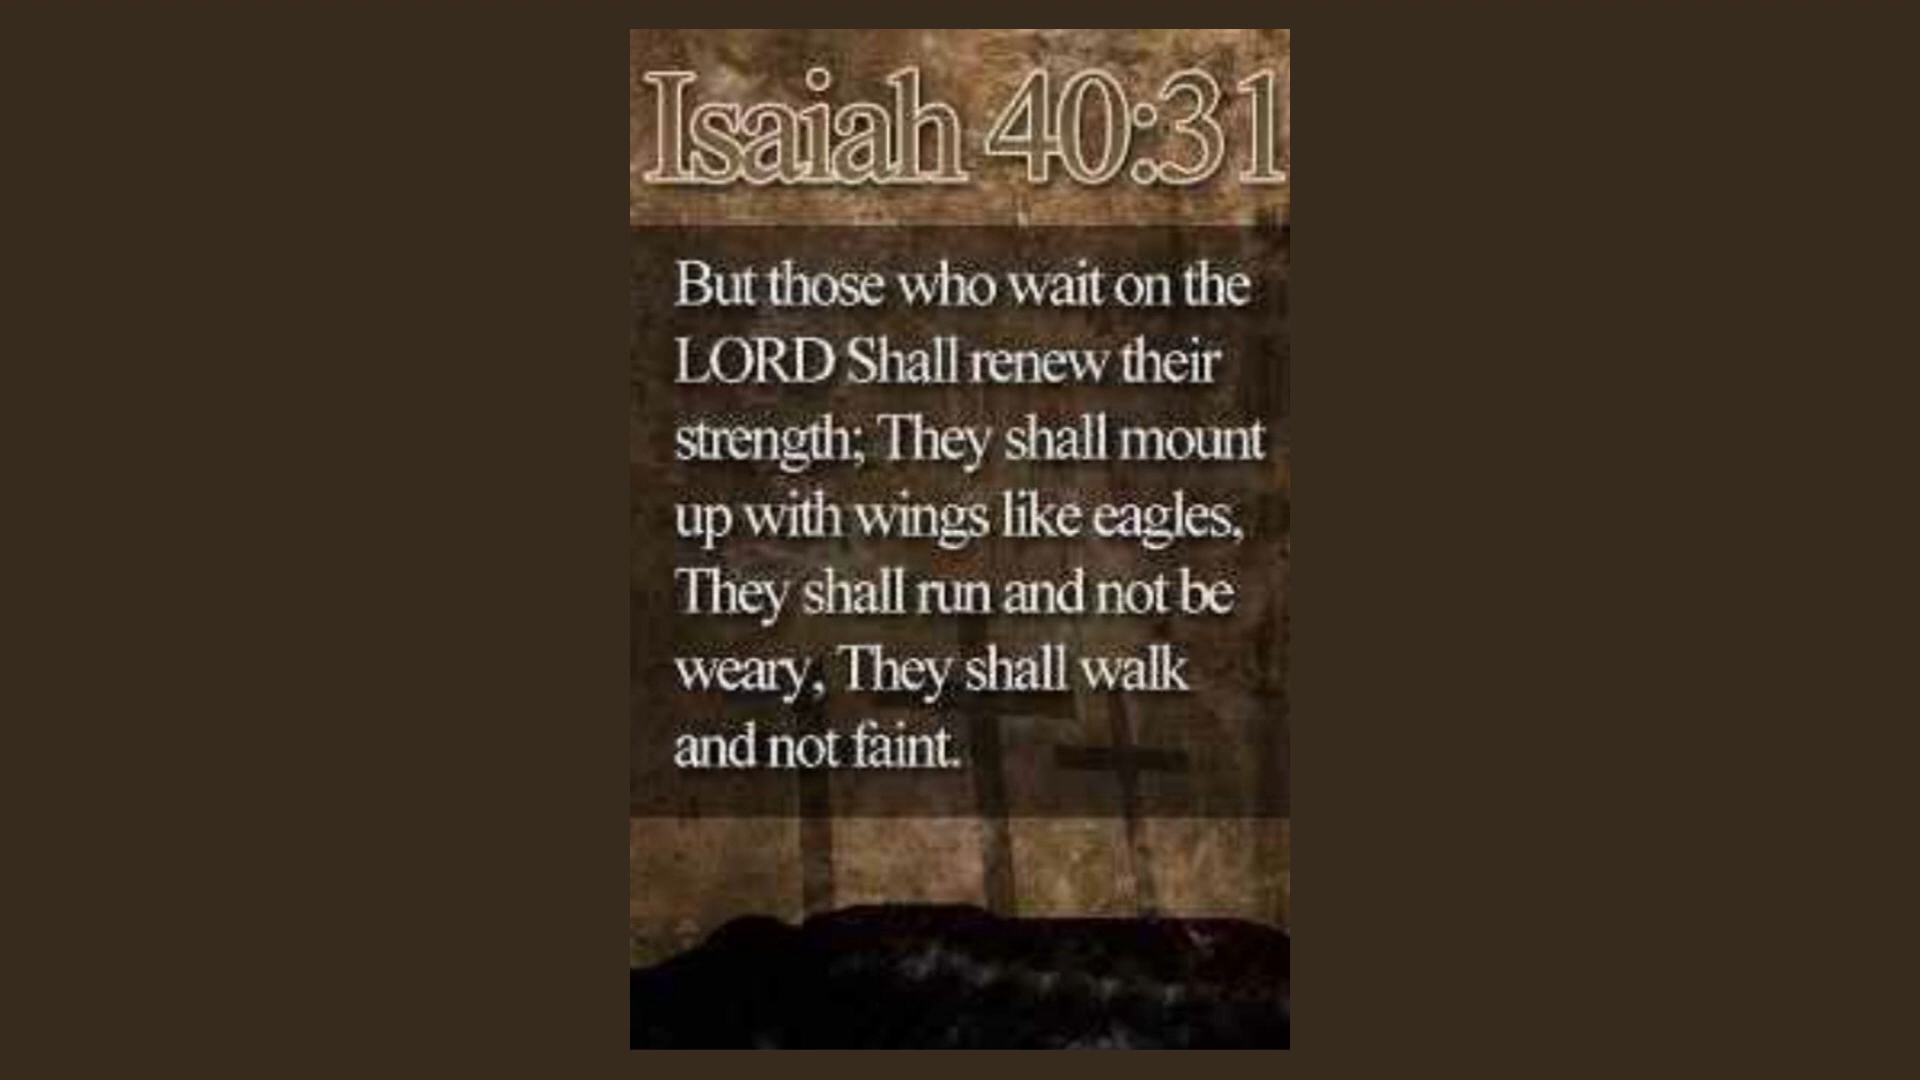 Isaiah 40:31
But those who wait on the
LORD Shall renew their
strength; They shall mount
up with wings like eagles,
They shall run and not be
weary, They shall walk
and not faint.